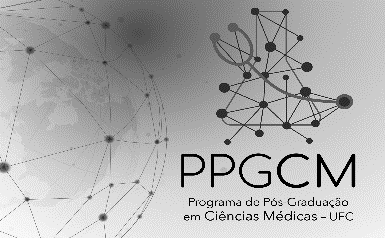 PPGCM
Programa de Pós Graduação
em Ciências Médicas - UFC